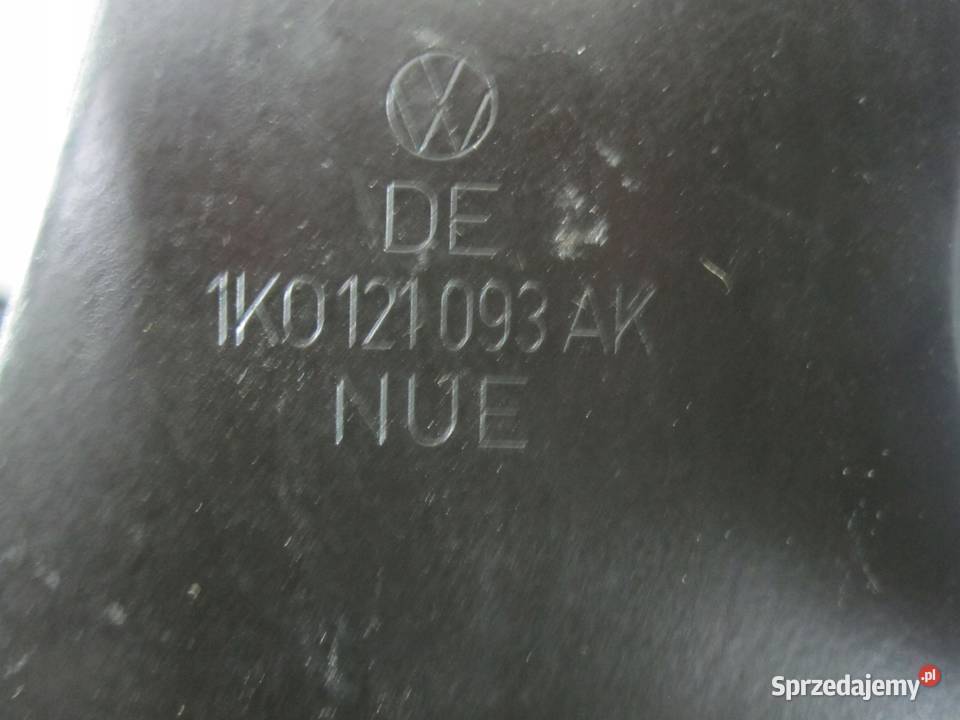 DE
1K0 121 093 AK
NUE
Sprzedajemy.pl